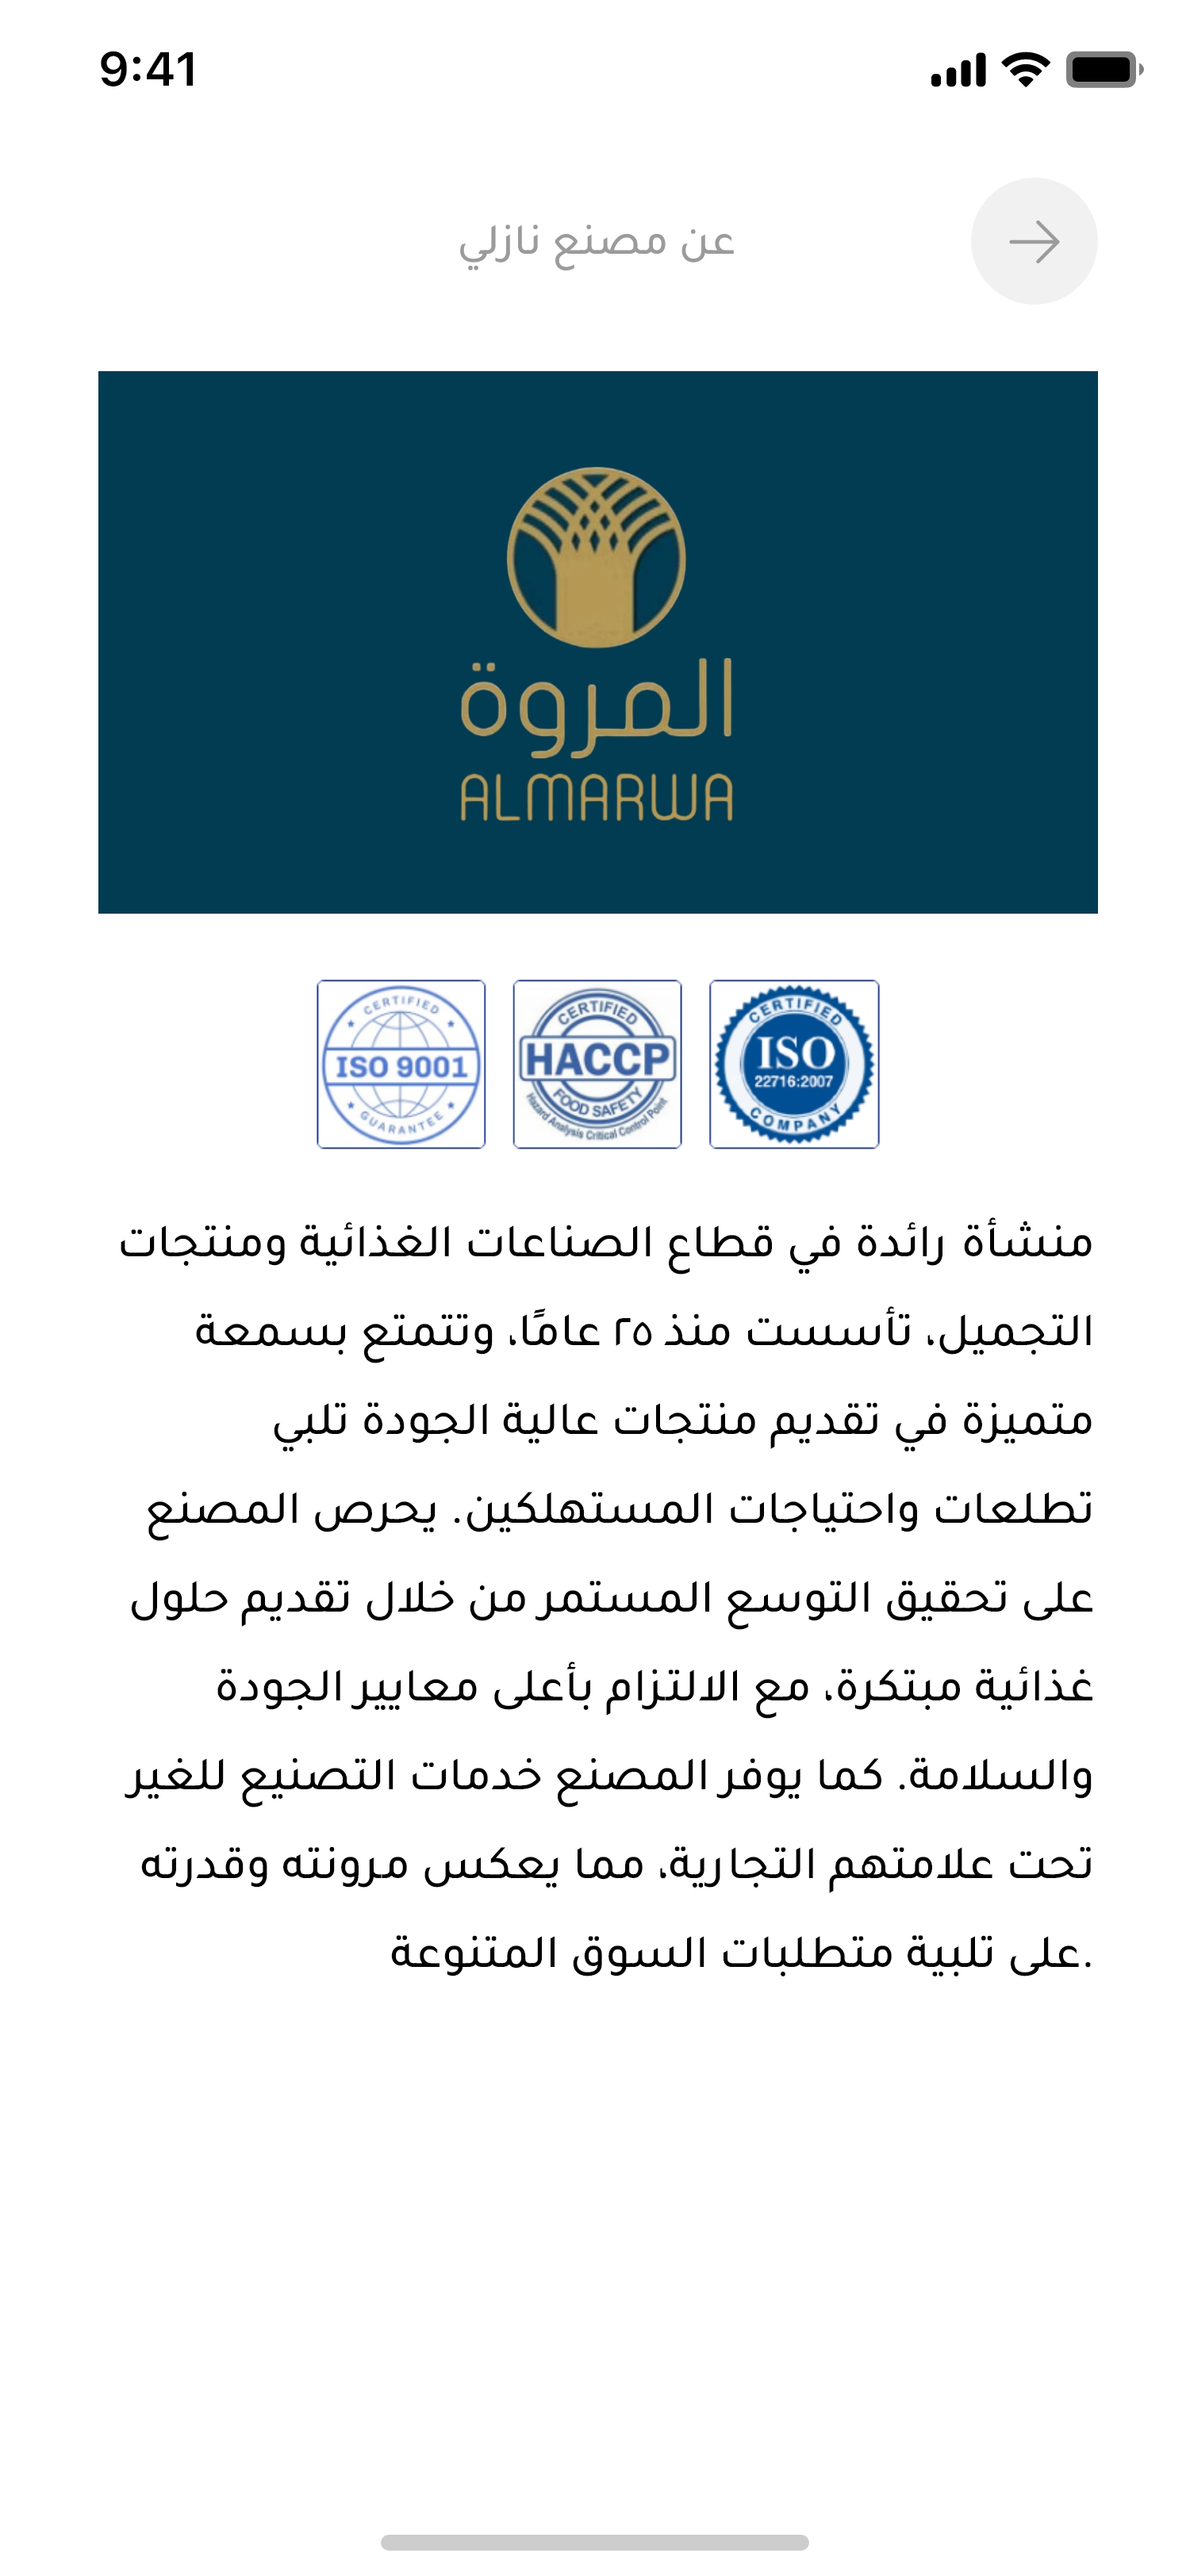 9:41
عن مصنع نازلي
المروة
ALMARWA
CERTIFIED
ISO 9001
GUARANTEE
CERTIFIED
HACCP
FOOD SAFETY
Hazard Analysis Critical Control Point
CERTIFIED
ISO
22716:2007
COMPANY
منشأة رائدة في قطاع الصناعات الغذائية ومنتجات
التجميل، تأسست منذ ٢٥ عامًا، وتتمتع بسمعة
متميزة في تقديم منتجات عالية الجودة تلبي
تطلعات واحتياجات المستهلكين. يحرص المصنع
على تحقيق التوسع المستمر من خلال تقديم حلول
غذائية مبتكرة، مع الالتزام بأعلى معايير الجودة
والسلامة. كما يوفر المصنع خدمات التصنيع للغير
تحت علامتهم التجارية، مما يعكس مرونته وقدرته
.على تلبية متطلبات السوق المتنوعة